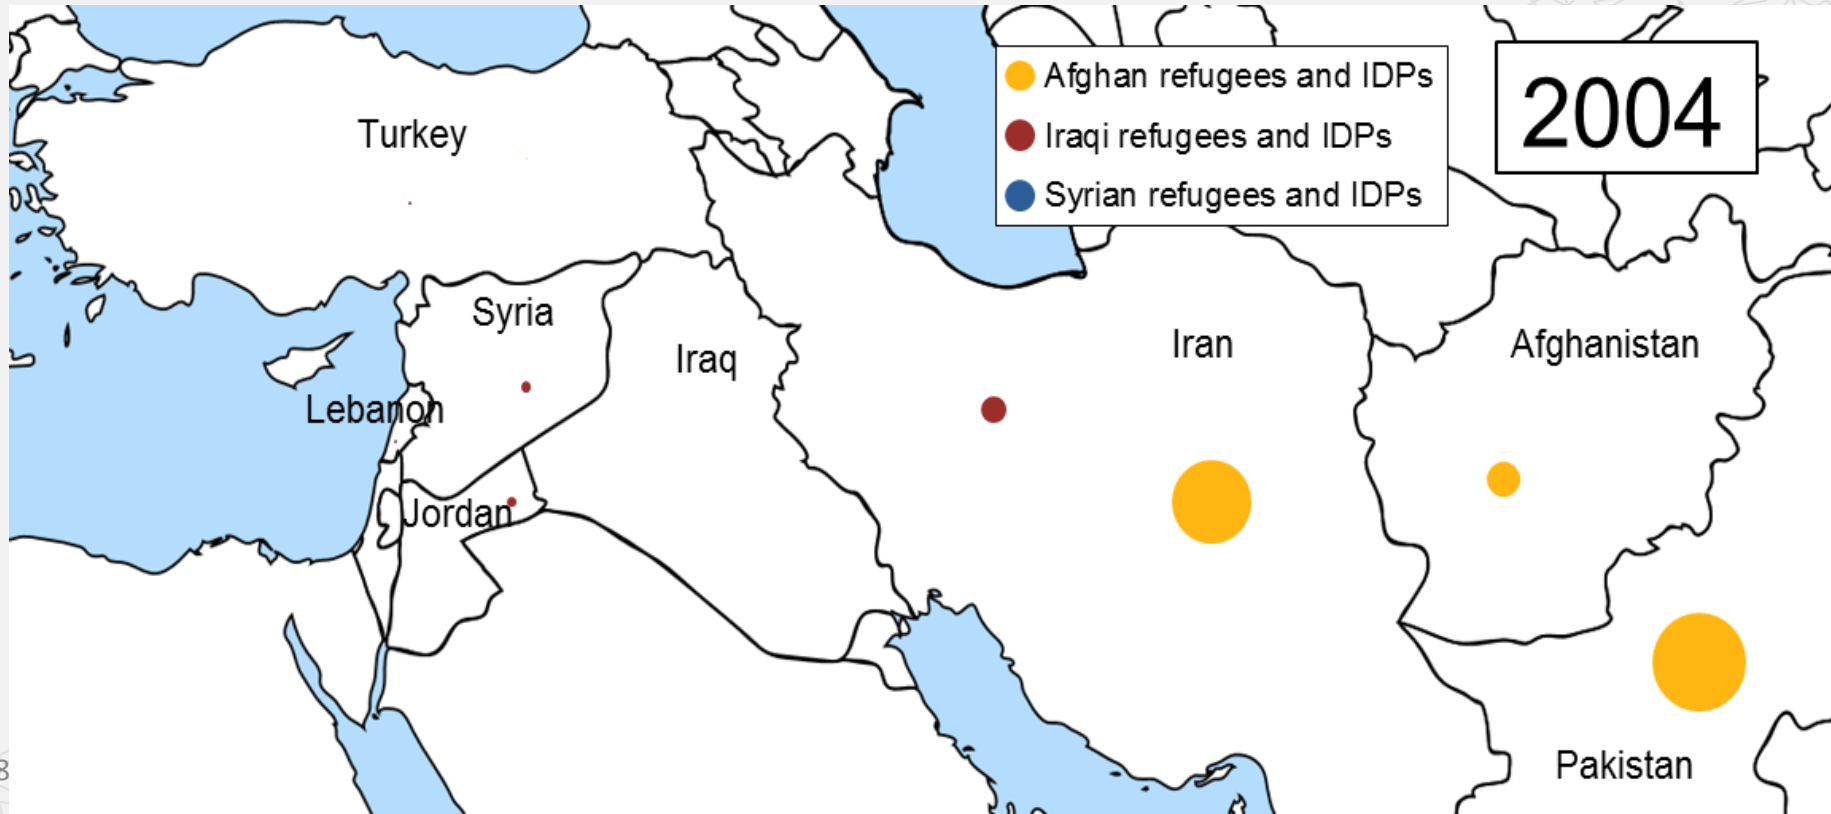 Afghan refugees and IDPs
Iraqi refugees and IDPs
Syrian refugees and IDPs
2004
Turkey
Syria
Iraq
Iran
Afghanistan
Lebanon
Jordan
Pakistan
8